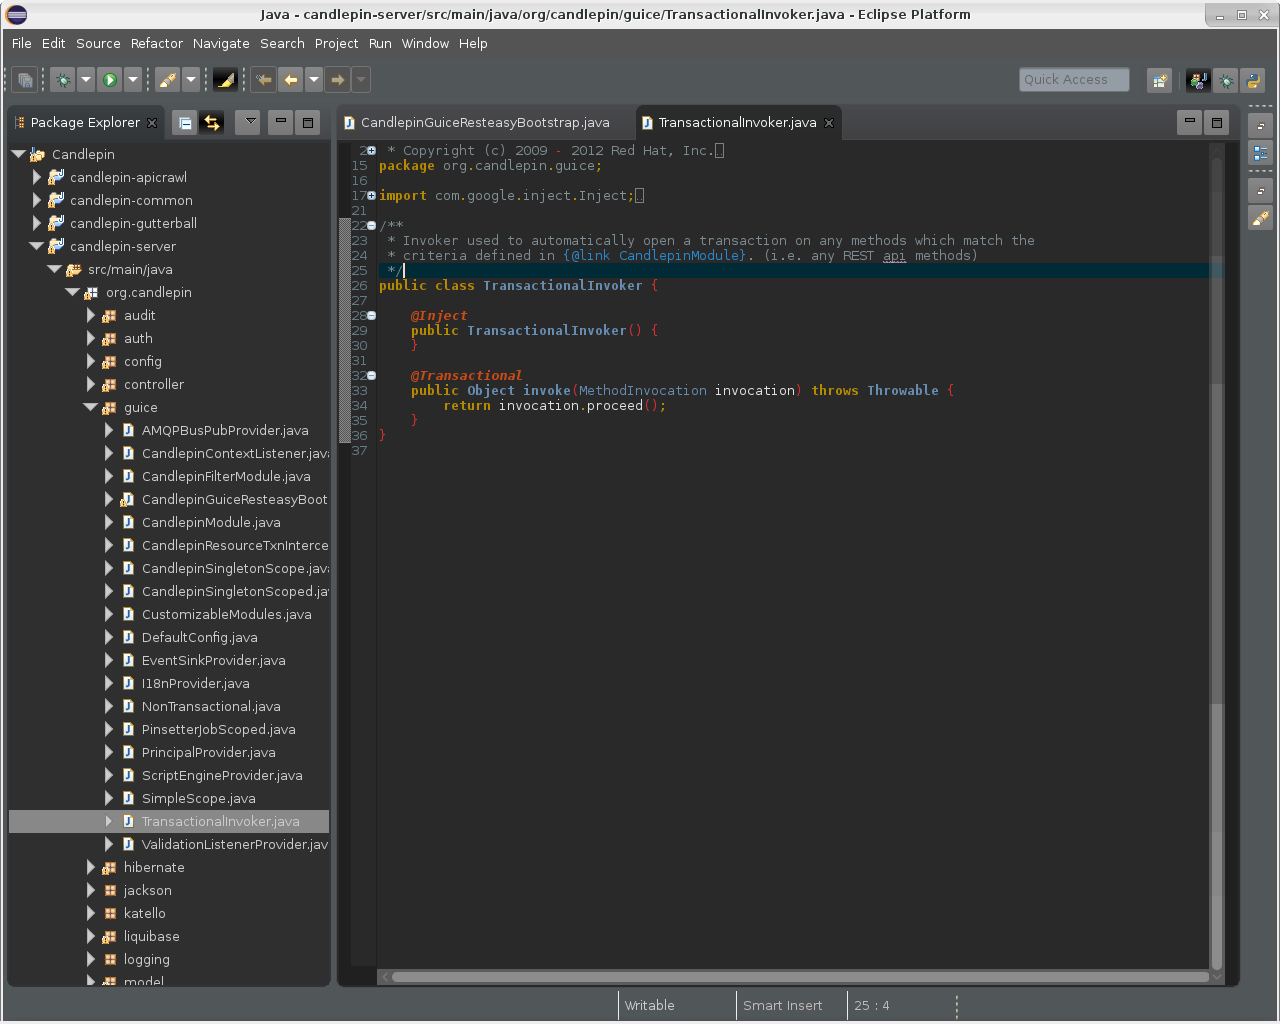 Java - candlepin-server/src/main/java/org/candlepin/guice/TransactionalInvoker.java - Eclipse Platform
File Edit Source Refactor Navigate Search Project Run Window Help
Quick Access
Package Explorer
Candlepin
candlepin-apicrawl
candlepin-common
candlepin-gutterball
candlepin-server
src/main/java
org.candlepin
audit
auth
config
controller
guice
AMQPBusPubProvider.java
CandlepinContextListener.java
CandlepinFilterModule.java
CandlepinGuiceResteasyBoot
CandlepinModule.java
CandlepinResourceTxnInterce
CandlepinSingletonScope.java
CandlepinSingletonScoped.jav
CustomizableModules.java
DefaultConfig.java
EventSinkProvider.java
I18nProvider.java
NonTransactional.java
PinsetterJobScoped.java
PrincipalProvider.java
ScriptEngineProvider.java
SimpleScope.java
TransactionalInvoker.java
ValidationListenerProvider.jav
hibernate
jackson
katello
liquibase
logging
model
CandlepinGuiceResteasyBootstrap.java TransactionalInvoker.java
2 * Copyright (c) 2009 - 2012 Red Hat, Inc.
15 package org.candlepin.guice;
16
17 import com.google.inject.Inject;
21
22 /**
23  * Invoker used to automatically open a transaction on any methods which match the
24  * criteria defined in {@link CandlepinModule}. (i.e. any REST api methods)
25  */
26 public class TransactionalInvoker {
27
28     @Inject
29     public TransactionalInvoker() {
30     }
31
32     @Transactional
33     public Object invoke(MethodInvocation invocation) throws Throwable {
34         return invocation.proceed();
35     }
36 }
37
Writable Smart Insert 25 : 4